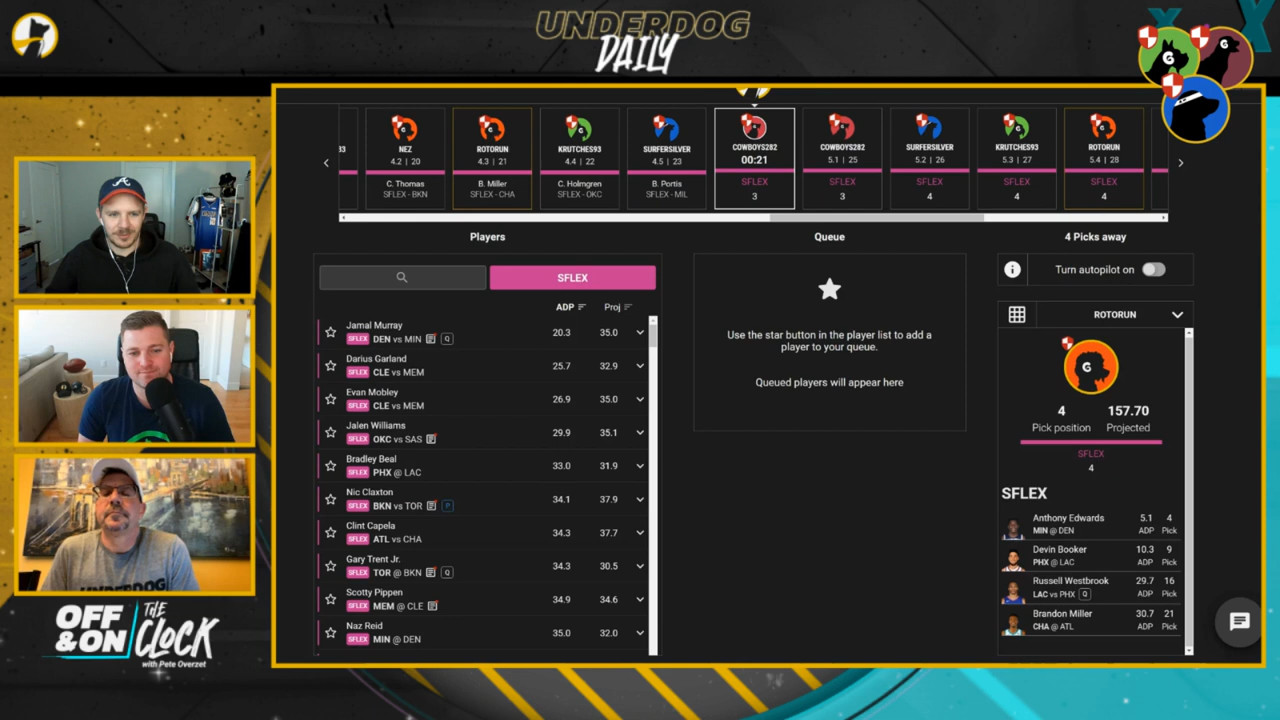 UNDERDOG
DAILY
33
NEZ
4.2 | 20
C. Thomas
SFLEX - BKN
ROTORUN
4.3 | 21
B. Miller
SFLEX - CHA
KRUTCHES93
4.4 | 22
C. Holmgren
SFLEX - OKC
SURFERSILVER
4.5 | 23
B. Portis
SFLEX - MIL
COWBOYS282
00:21
SFLEX
3
COWBOYS282
5.1 | 25
SFLEX
3
SURFERSILVER
5.2 | 26
SFLEX
4
KRUTCHES93
5.3 | 27
SFLEX
4
ROTORUN
5.4 | 28
SFLEX
4
Players
SFLEX
ADP Proj
Jamal Murray
SFLEX DEN vs MIN Q 20.3 35.0
Darius Garland
SFLEX CLE vs MEM 25.7 32.9
Evan Mobley
SFLEX CLE vs MEM 26.9 35.0
Jalen Williams
SFLEX OKC vs SAS 29.9 35.1
Bradley Beal
SFLEX PHX @ LAC 33.0 31.9
Nic Claxton
SFLEX BKN vs TOR P 34.1 37.9
Clint Capela
SFLEX ATL vs CHA 34.3 37.7
Gary Trent Jr.
SFLEX TOR @ BKN Q 34.3 30.5
Scotty Pippen
SFLEX MEM @ CLE 34.9 34.6
Naz Reid
SFLEX MIN @ DEN 35.0 32.0
Queue
Use the star button in the player list to add a
player to your queue.
Queued players will appear here
4 Picks away
Turn autopilot on
ROTORUN
G
4 157.70
Pick position Projected
SFLEX
4
SFLEX
Anthony Edwards 5.1 4
MIN @ DEN ADP Pick
Devin Booker 10.3 9
PHX @ LAC ADP Pick
Russell Westbrook 29.7 16
LAC vs PHX Q ADP Pick
Brandon Miller 30.7 21
CHA @ ATL ADP Pick
UNDERDOG
OFF
&ON
THE
CLOCK
with Pete Overzet